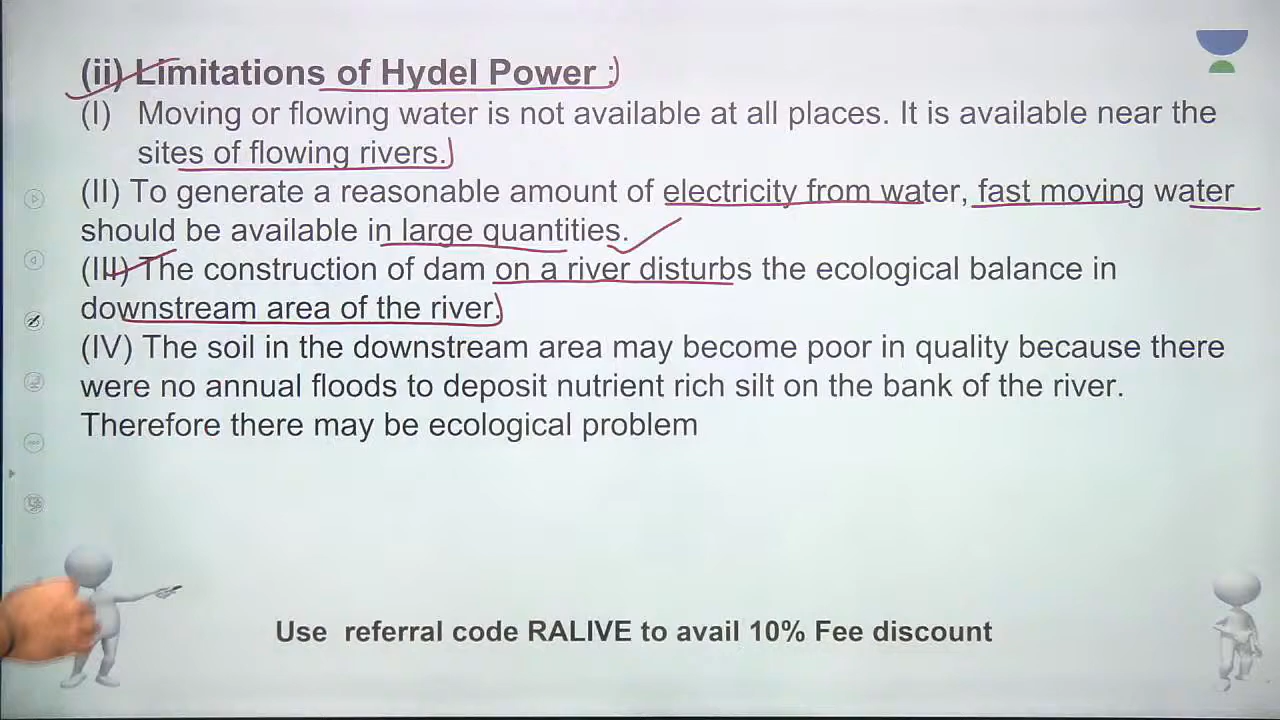 (ii) Limitations of Hydel Power :
(I) Moving or flowing water is not available at all places. It is available near the
sites of flowing rivers.
(II) To generate a reasonable amount of electricity from water, fast moving water
should be available in large quantities.
(III) The construction of dam on a river disturbs the ecological balance in
downstream area of the river.
(IV) The soil in the downstream area may become poor in quality because there
were no annual floods to deposit nutrient rich silt on the bank of the river.
Therefore there may be ecological problem
Use referral code RALIVE to avail 10% Fee discount